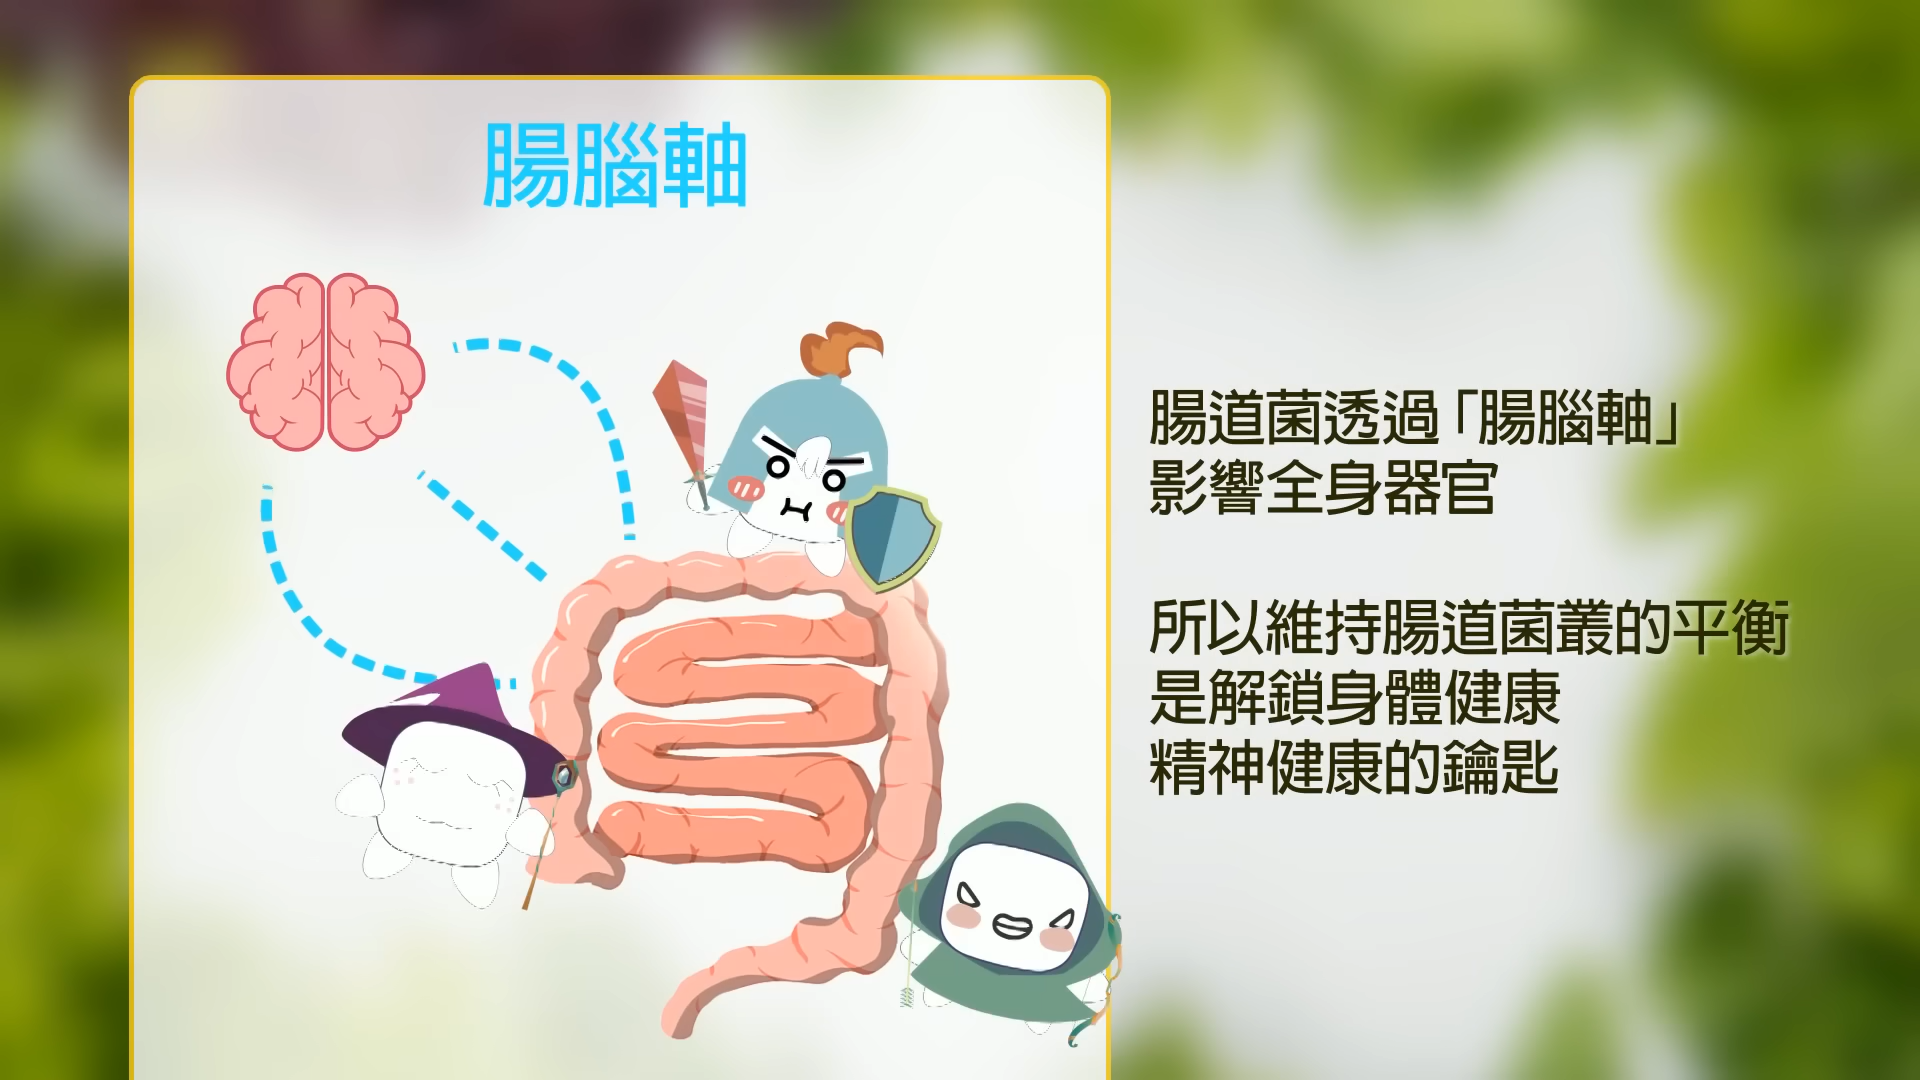 腸腦軸
腸道菌透過「腸腦軸」
影響全身器官
所以維持腸道菌叢的平衡
是解鎖身體健康
精神健康的鑰匙